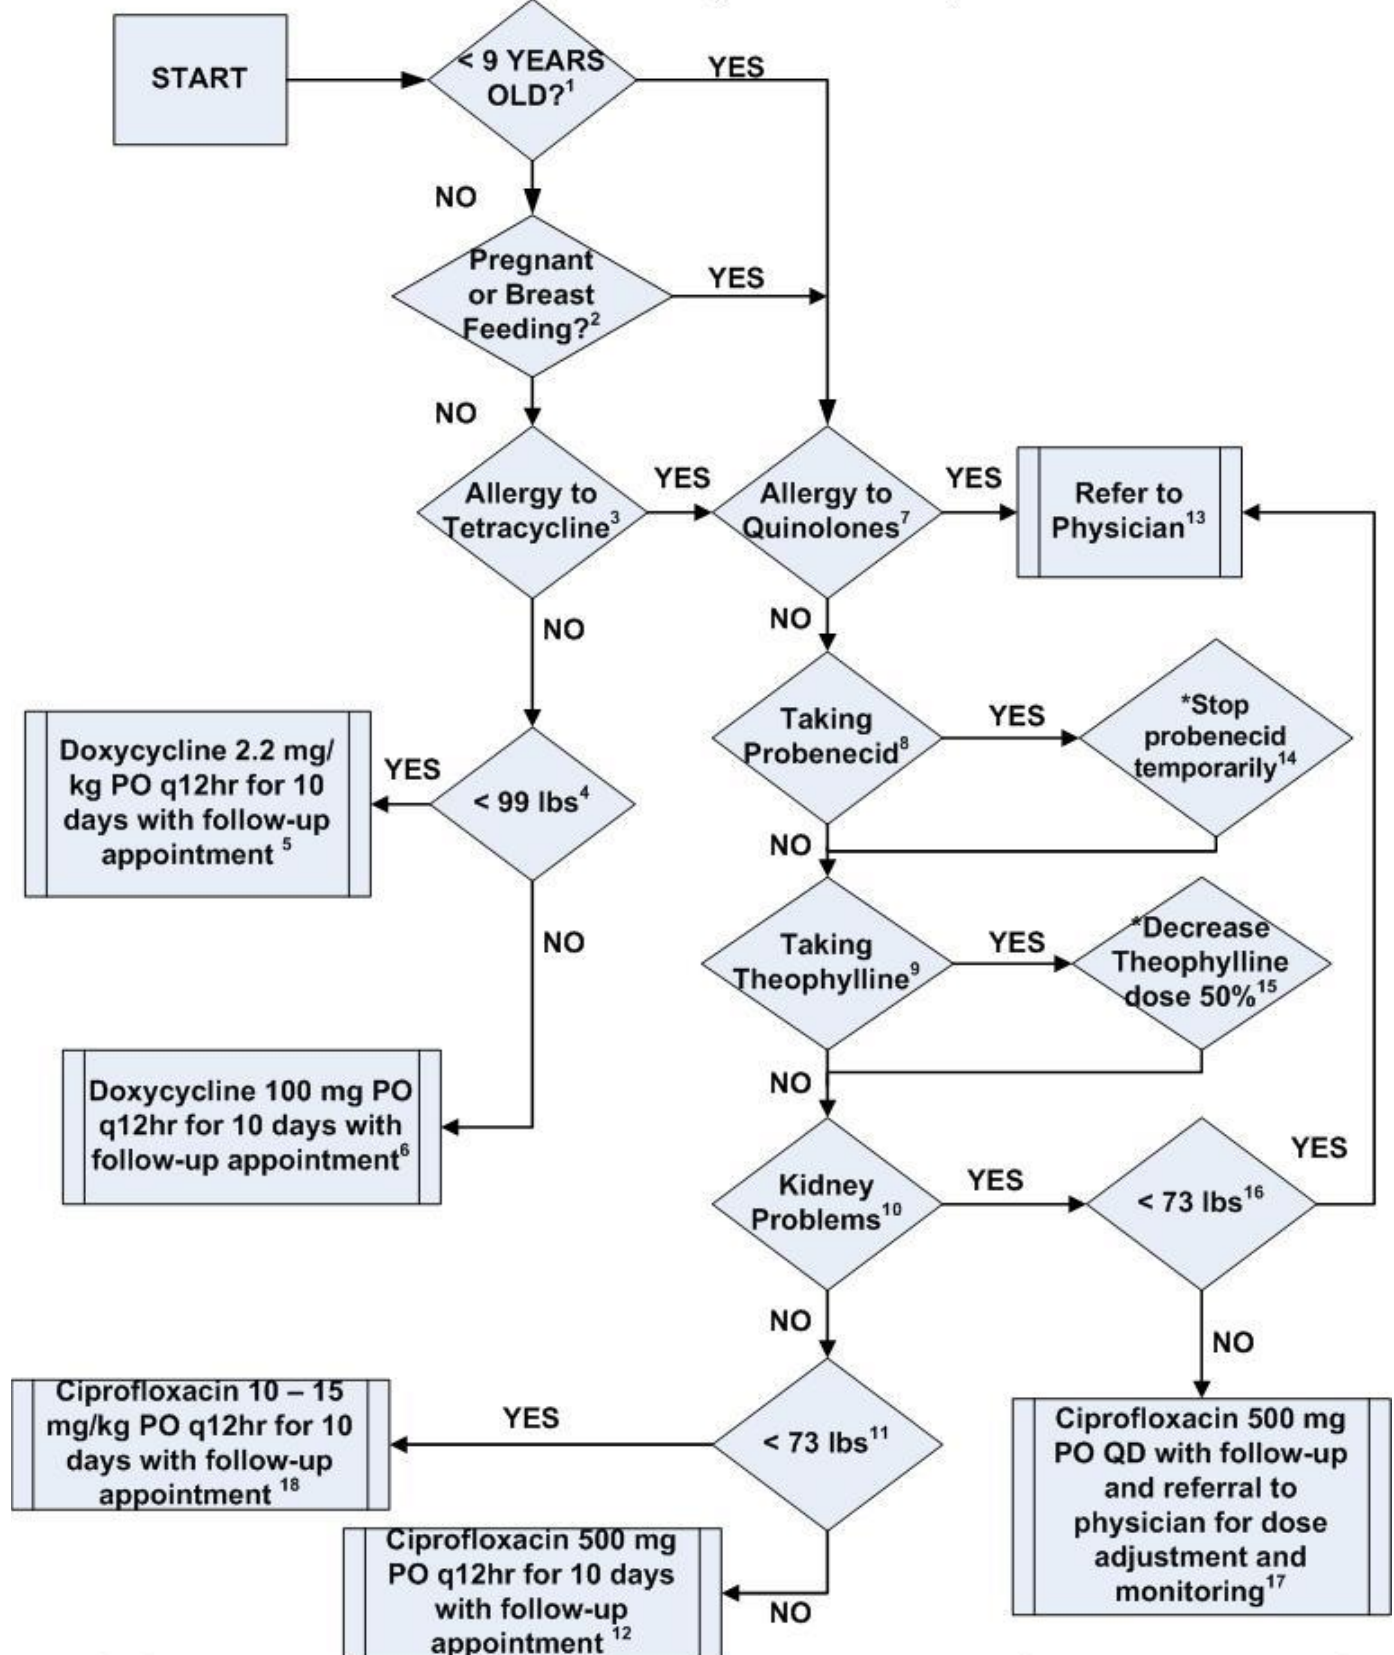 START
< 9 YEARS
OLD?1
YES
NO
Pregnant
or Breast
Feeding?2
YES
NO
Allergy to
Tetracycline3
YES
Allergy to
Quinolones7
YES
Refer to
Physician13
NO
NO
Taking
Probenecid8
YES
*Stop
probenecid
temporarily14
Doxycycline 2.2 mg/
kg PO q12hr for 10
days with follow-up
appointment 5
YES
< 99 lbs4
NO
NO
Taking
Theophylline9
YES
*Decrease
Theophylline
dose 50%15
NO
Doxycycline 100 mg PO
q12hr for 10 days with
follow-up appointment6
Kidney
Problems10
YES
< 73 lbs16
YES
NO
NO
Ciprofloxacin 10 – 15
mg/kg PO q12hr for 10
days with follow-up
appointment 18
YES
< 73 lbs11
Ciprofloxacin 500 mg
PO QD with follow-up
and referral to
physician for dose
adjustment and
monitoring17
Ciprofloxacin 500 mg
PO q12hr for 10 days
with follow-up
appointment 12
NO